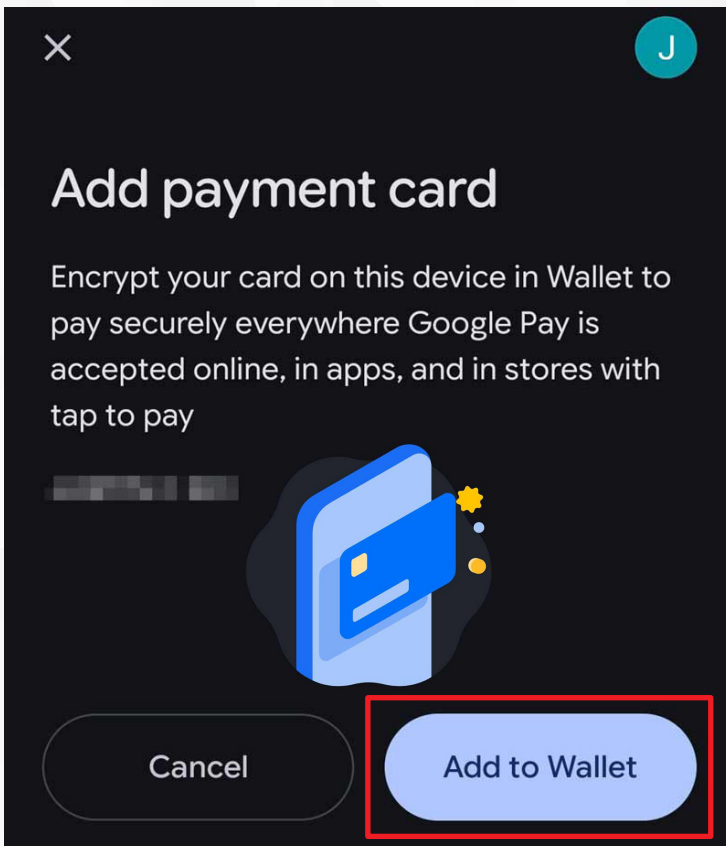 J
Add payment card
Encrypt your card on this device in Wallet to
pay securely everywhere Google Pay is
accepted online, in apps, and in stores with
tap to pay
Cancel
Add to Wallet